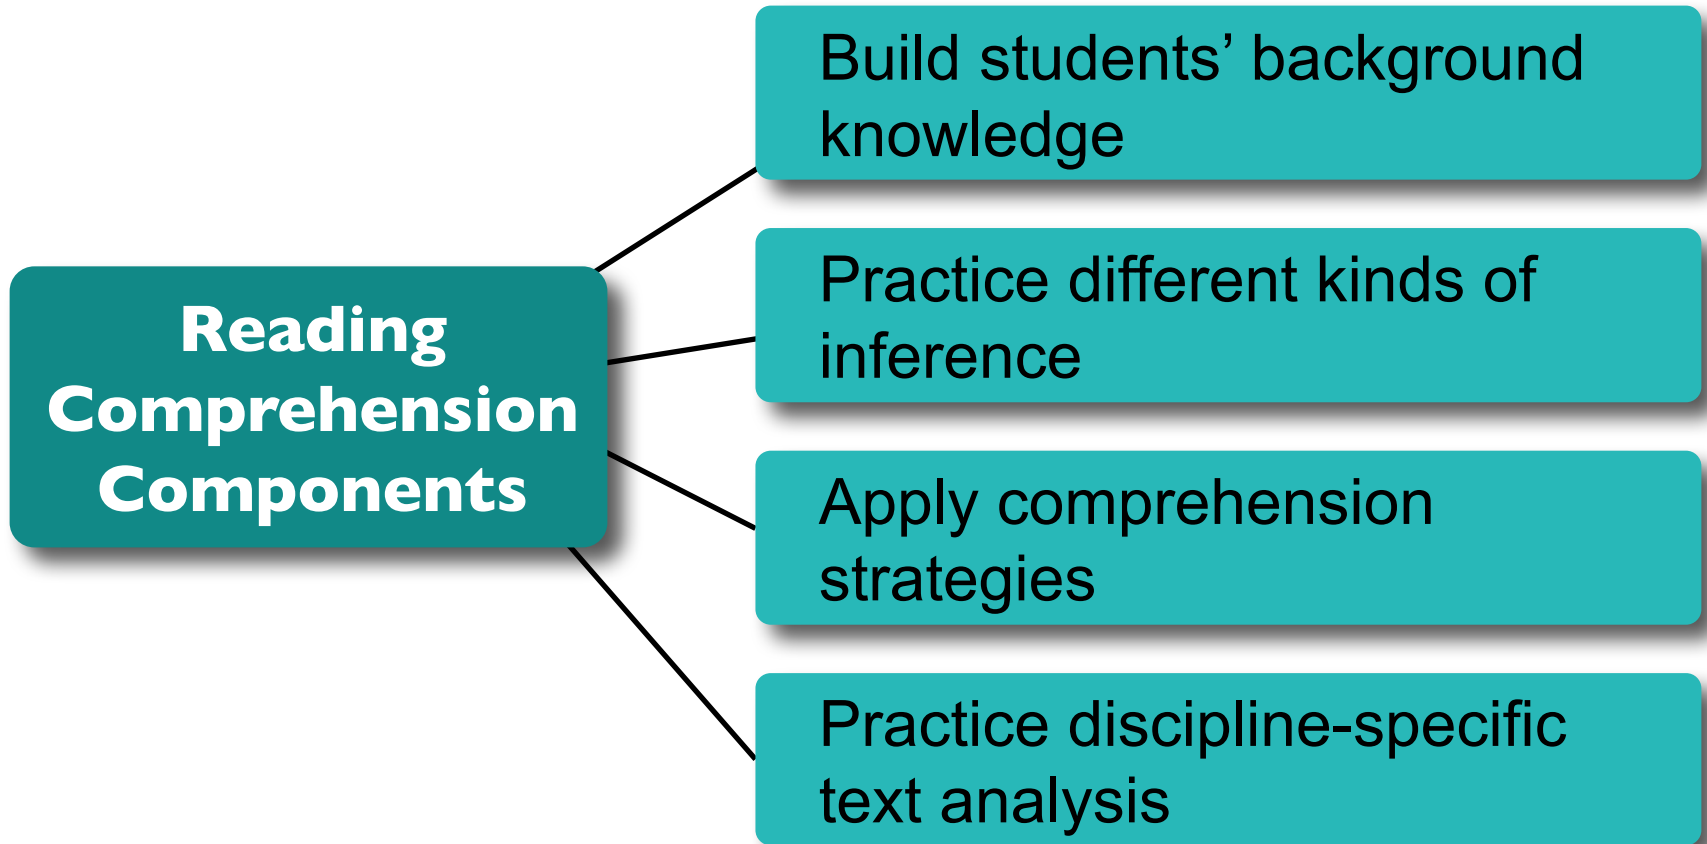 Reading
Comprehension
Components
Build students’ background
knowledge
Practice different kinds of
inference
Apply comprehension
strategies
Practice discipline-specific
text analysis